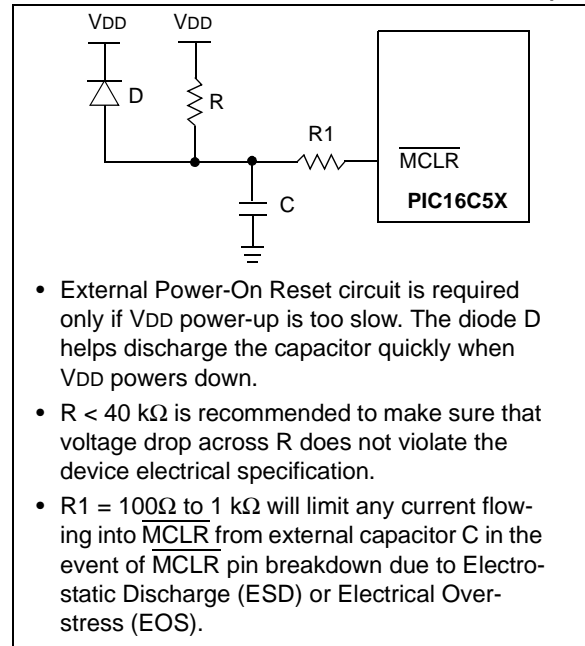 VDD VDD
D
R
R1
MCLR
PIC16C5X
C
• External Power-On Reset circuit is required
only if VDD power-up is too slow. The diode D
helps discharge the capacitor quickly when
VDD powers down.
• R < 40 kΩ is recommended to make sure that
voltage drop across R does not violate the
device electrical specification.
• R1 = 100Ω to 1 kΩ will limit any current flow-
ing into MCLR from external capacitor C in the
event of MCLR pin breakdown due to Electro-
static Discharge (ESD) or Electrical Over-
stress (EOS).